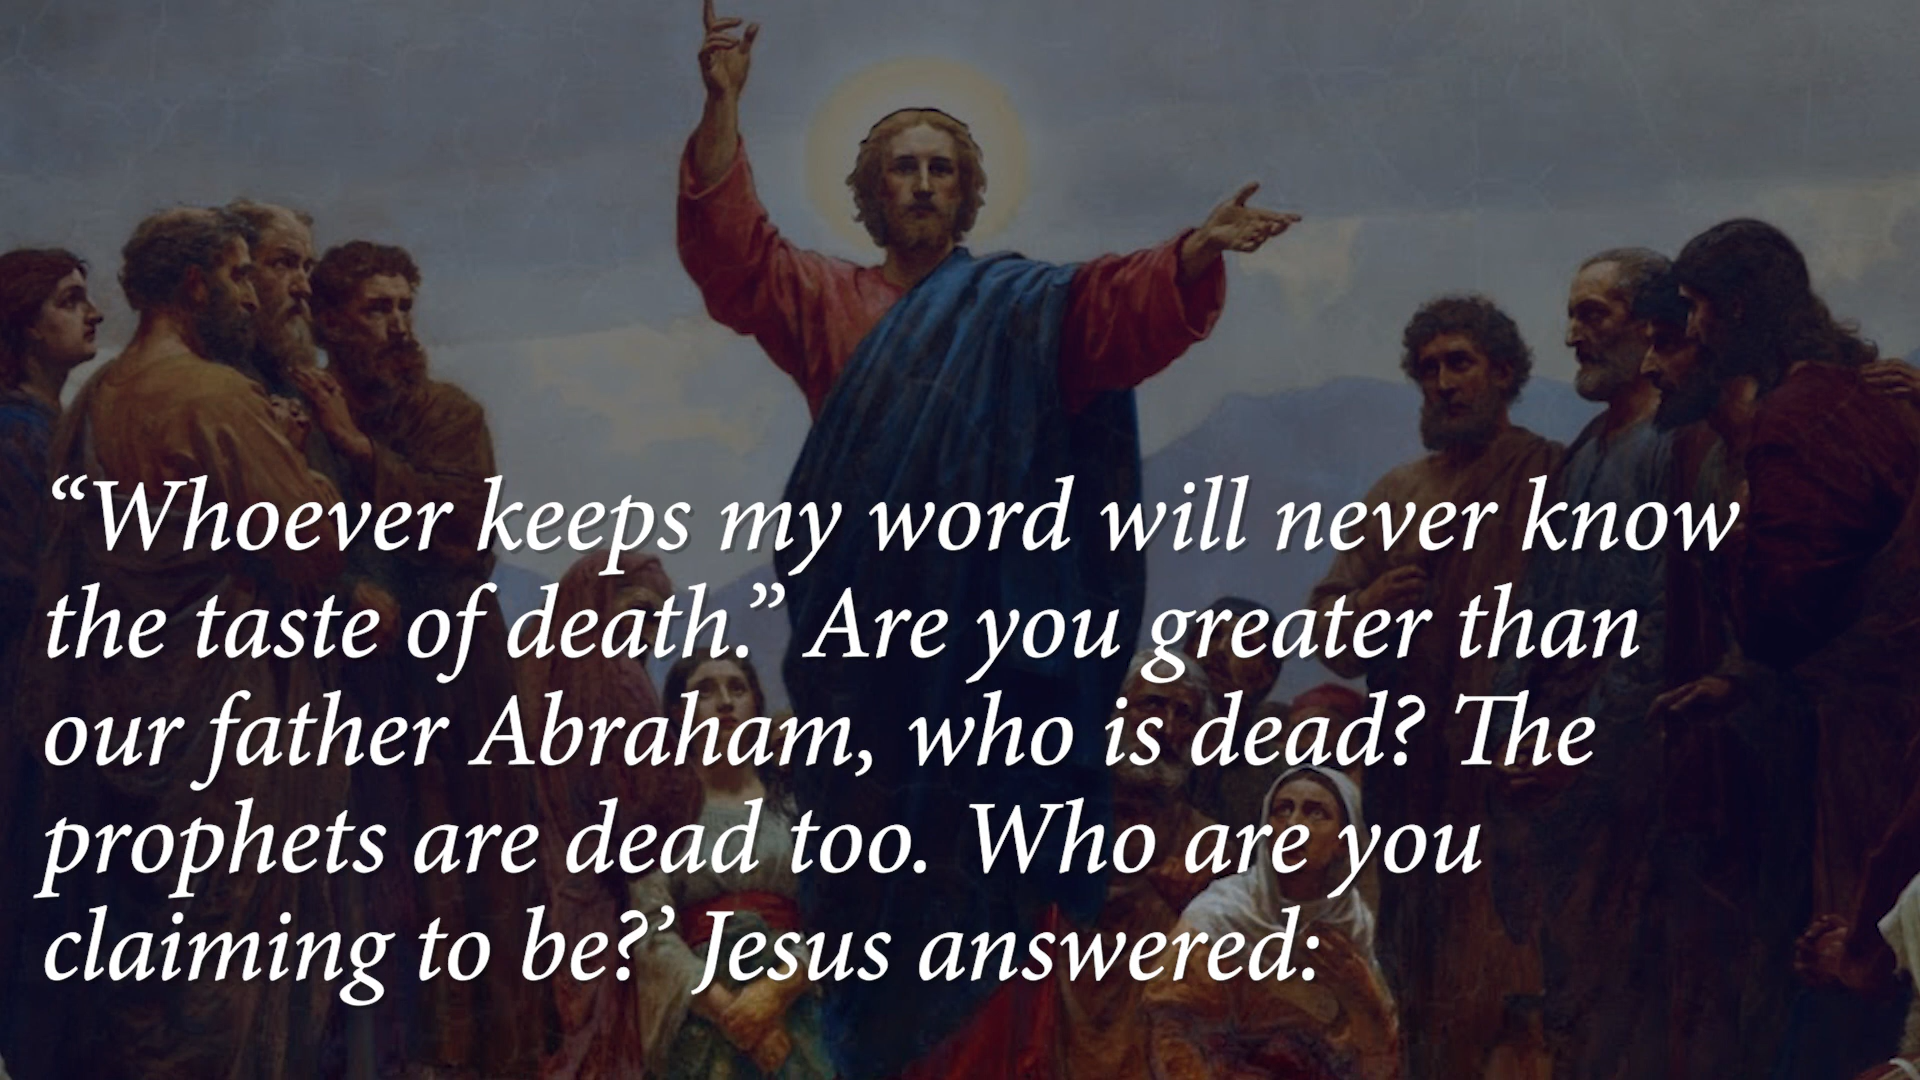 “Whoever keeps my word will never know
the taste of death.” Are you greater than
our father Abraham, who is dead? The
prophets are dead too. Who are you
claiming to be?’ Jesus answered: